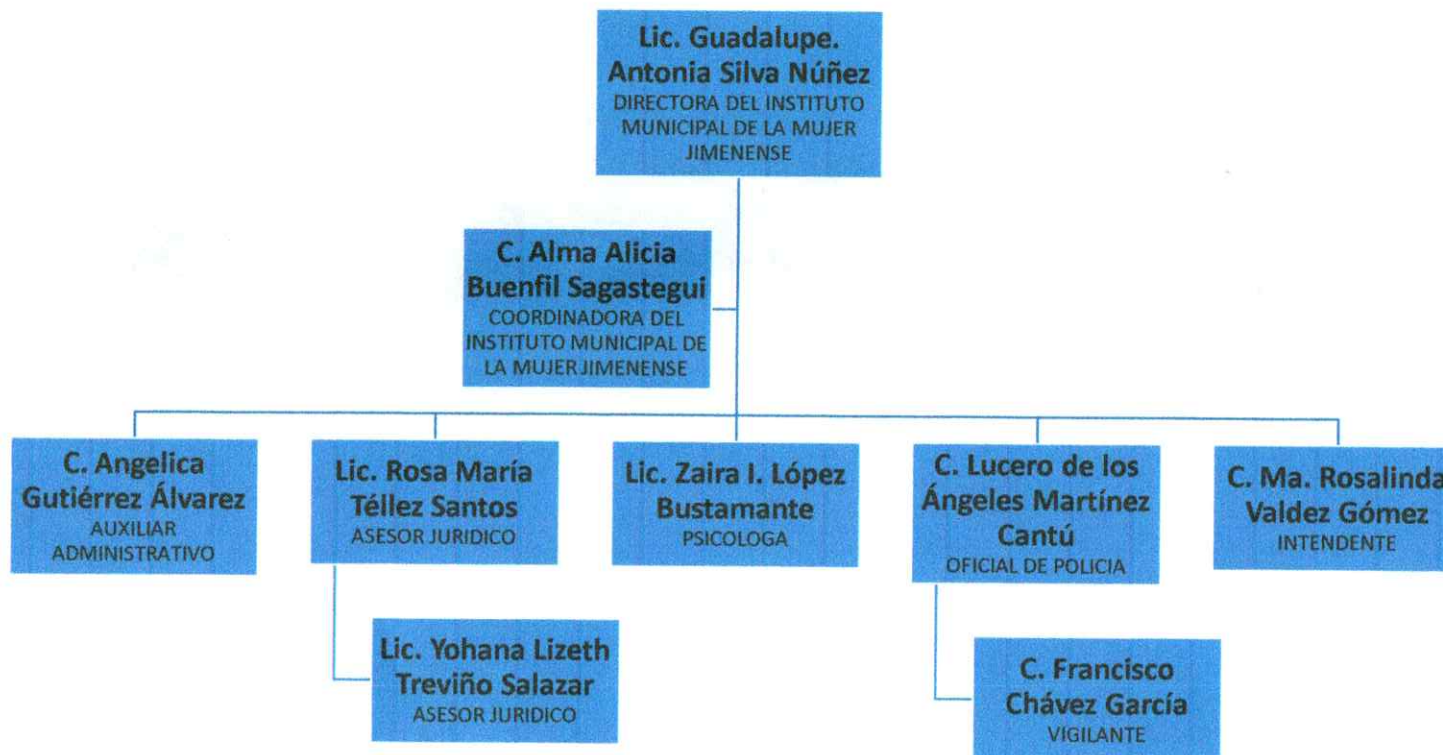 Lic. Guadalupe.
Antonia Silva Núñez
DIRECTORA DEL INSTITUTO
MUNICIPAL DE LA MUJER
JIMENENSE
C. Alma Alicia
Buenfil Sagastegui
COORDINADORA DEL
INSTITUTO MUNICIPAL DE
LA MUJER JIMENENSE
C. Angelica
Gutiérrez Álvarez
AUXILIAR
ADMINISTRATIVO
Lic. Rosa María
Téllez Santos
ASESOR JURIDICO
Lic. Zaira I. López
Bustamante
PSICOLOGA
C. Lucero de los
Ángeles Martínez
Cantú
OFICIAL DE POLICIA
C. Ma. Rosalinda
Valdez Gómez
INTENDENTE
Lic. Yohana Lizeth
Treviño Salazar
ASESOR JURIDICO
C. Francisco
Chávez García
VIGILANTE